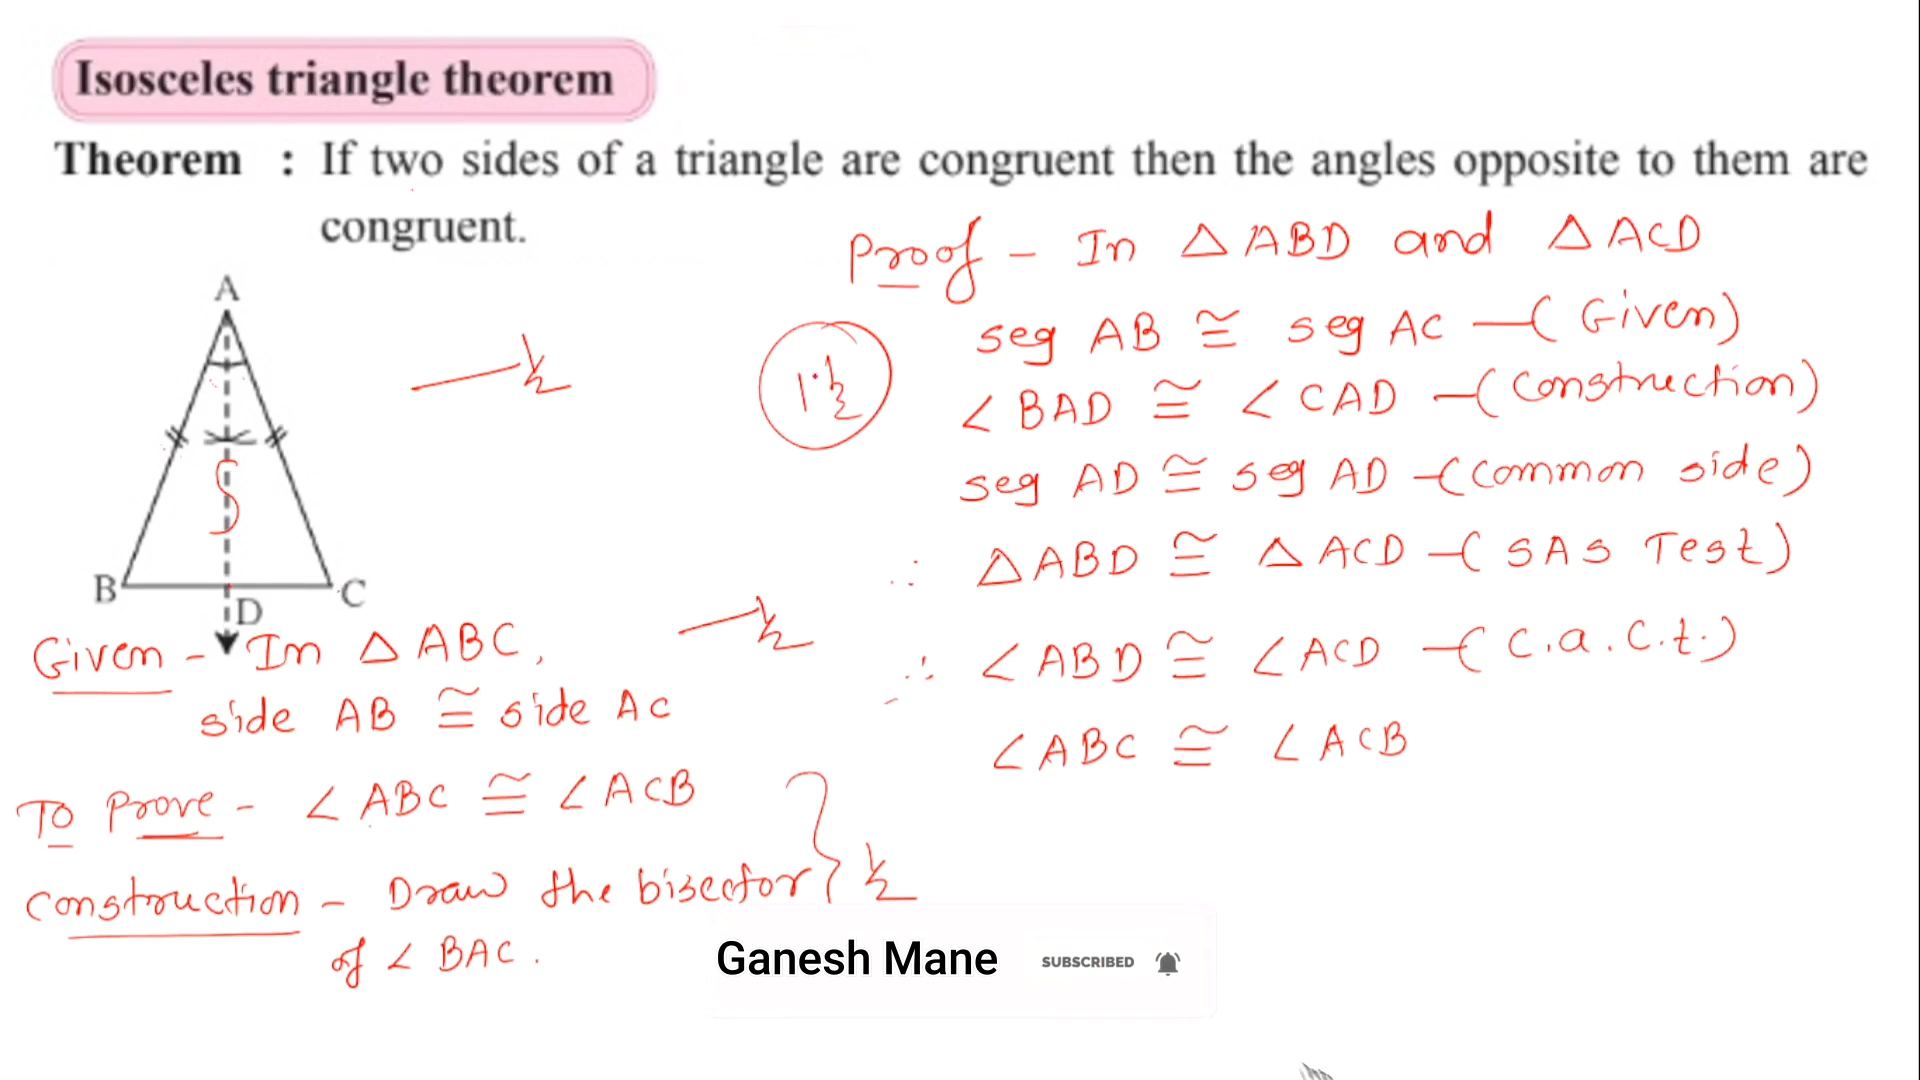 Isosceles triangle theorem
Theorem : If two sides of a triangle are congruent then the angles opposite to them are
congruent.
A
B
D
C
½
Given - In △ ABC,
side AB ≅ side AC
½
To Prove - ∠ ABC ≅ ∠ ACB
Construction - Draw the bisector
of ∠ BAC.
½
Proof - In △ ABD and △ ACD
1½
seg AB ≅ seg AC —( Given)
∠ BAD ≅ ∠ CAD —( Construction)
seg AD ≅ seg AD —( Common side)
∴ △ ABD ≅ △ ACD —( SAS Test)
∴ ∠ ABD ≅ ∠ ACD —( C.a.C.t.)
∠ ABC ≅ ∠ ACB
Ganesh Mane SUBSCRIBED